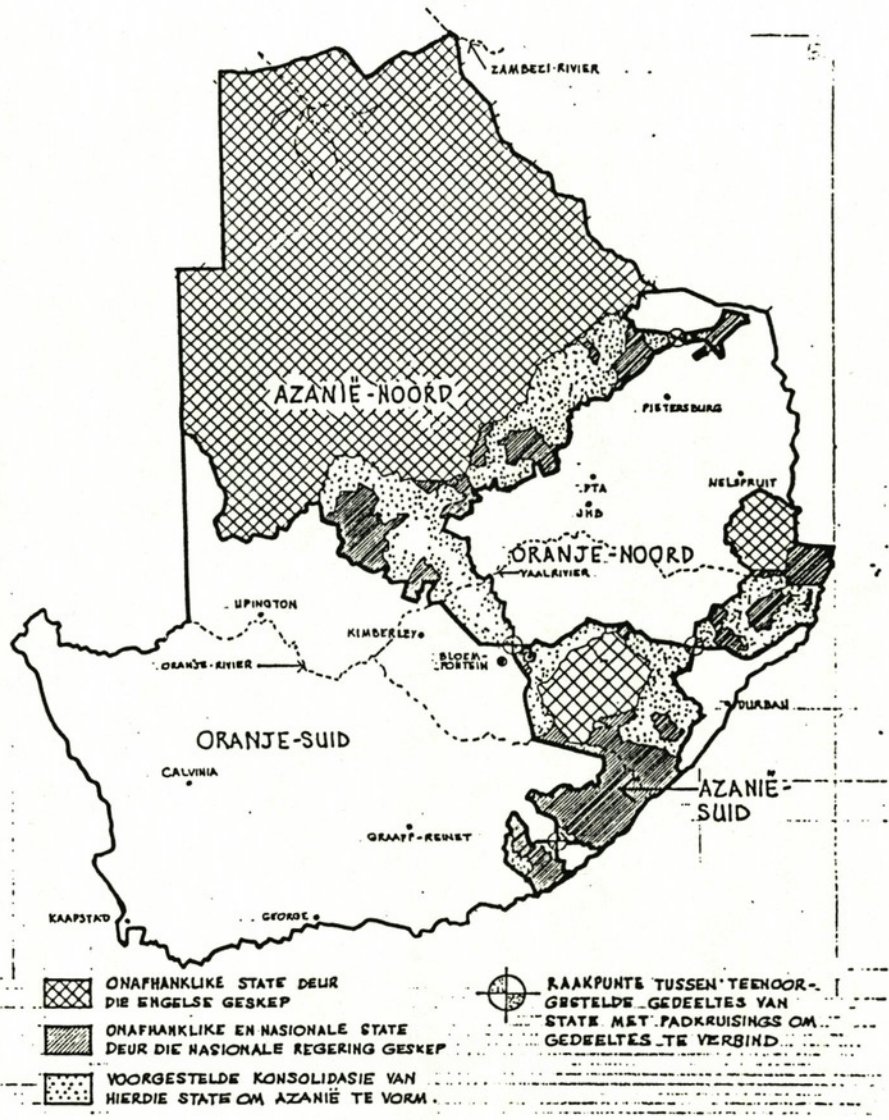 ZAMBEZI-RIVIER
AZANIË-NOORD
PIETERSBURG
PTA
JHB
NELSPRUIT
ORANJE-NOORD
VAALRIVIER
UPINGTON
KIMBERLEY
ORANJE-RIVIER
BLOEM-
FONTEIN
DURBAN
ORANJE-SUID
CALVINIA
AZANIË-
SUID
GRAAFF-REINET
KAAPSTAD
GEORGE
ONAFHANKLIKE STATE DEUR
DIE ENGELSE GESKEP
ONAFHANKLIKE EN NASIONALE STATE
DEUR DIE NASIONALE REGERING GESKEP
VOORGESTELDE KONSOLIDASIE VAN
HIERDIE STATE OM AZANIË TE VORM.
RAAKPUNTE TUSSEN TEENOOR-
GESTELDE GEDEELTES VAN
STATE MET PADKRUISINGS OM
GEDEELTES TE VERBIND